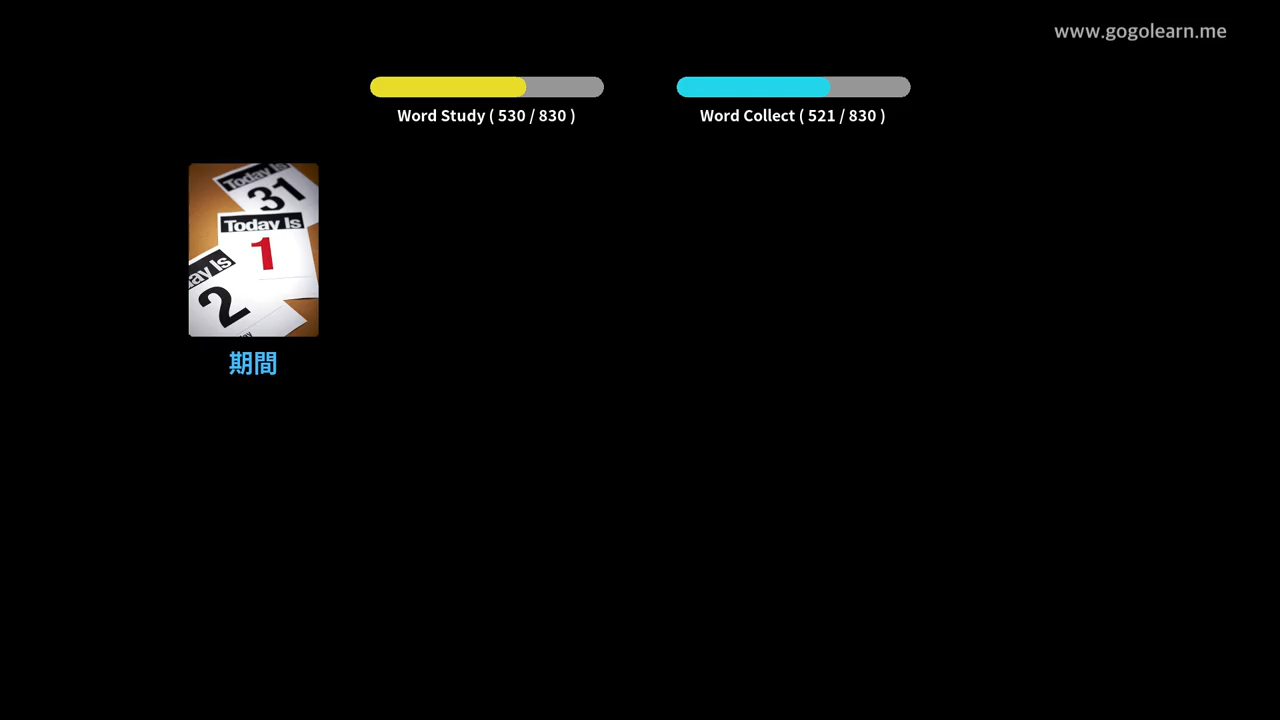 www.gogolearn.me
Word Study ( 530 / 830 )
Word Collect ( 521 / 830 )
Today Is
31
Today Is
1
ay Is
2
期間